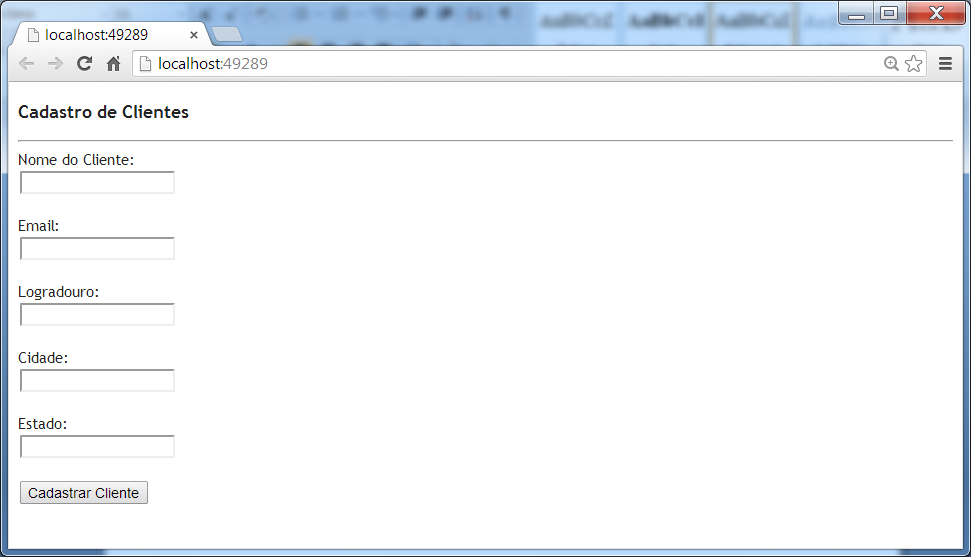 localhost:49289
localhost:49289
Cadastro de Clientes
Nome do Cliente:
Email:
Logradouro:
Cidade:
Estado:
Cadastrar Cliente